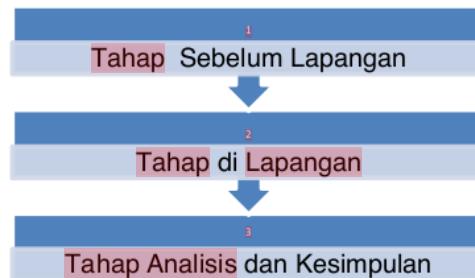 1
Tahap Sebelum Lapangan
2
Tahap di Lapangan
3
Tahap Analisis dan Kesimpulan